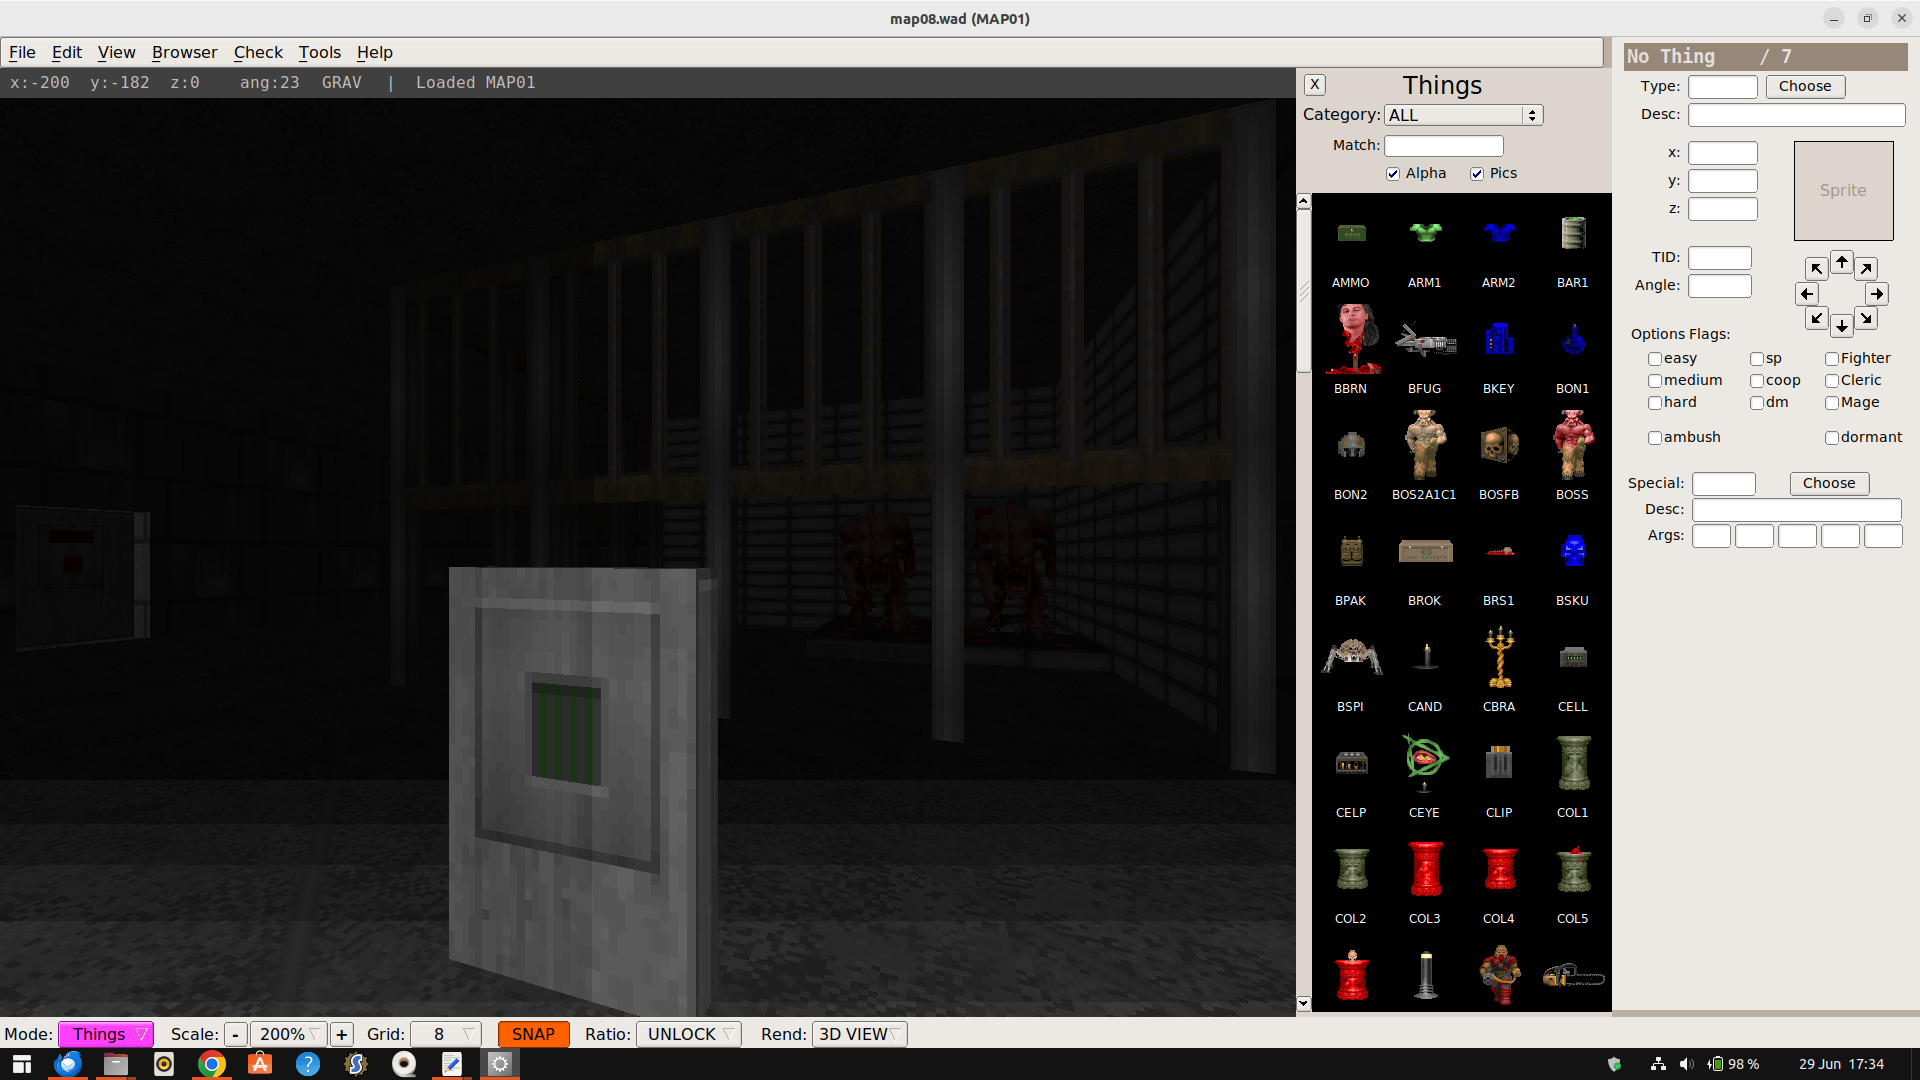 map08.wad (MAP01)
File Edit View Browser Check Tools Help
x:-200 y:-182 z:0 ang:23 GRAV | Loaded MAP01
X Things
Category: ALL
Match:
Alpha Pics
AMMO ARM1 ARM2 BAR1
BBRN BFUG BKEY BON1
BON2 BOS2A1C1 BOSFB BOSS
BPAK BROK BRS1 BSKU
BSPI CAND CBRA CELL
CELP CEYE CLIP COL1
COL2 COL3 COL4 COL5
No Thing / 7
Type: Choose
Desc:
x:
y:
z:
Sprite
TID:
Angle:
Options Flags:
easy sp Fighter
medium coop Cleric
hard dm Mage
ambush dormant
Special: Choose
Desc:
Args:
Mode: Things Scale: - 200% + Grid: 8 SNAP Ratio: UNLOCK Rend: 3D VIEW
98 % 29 Jun 17:34